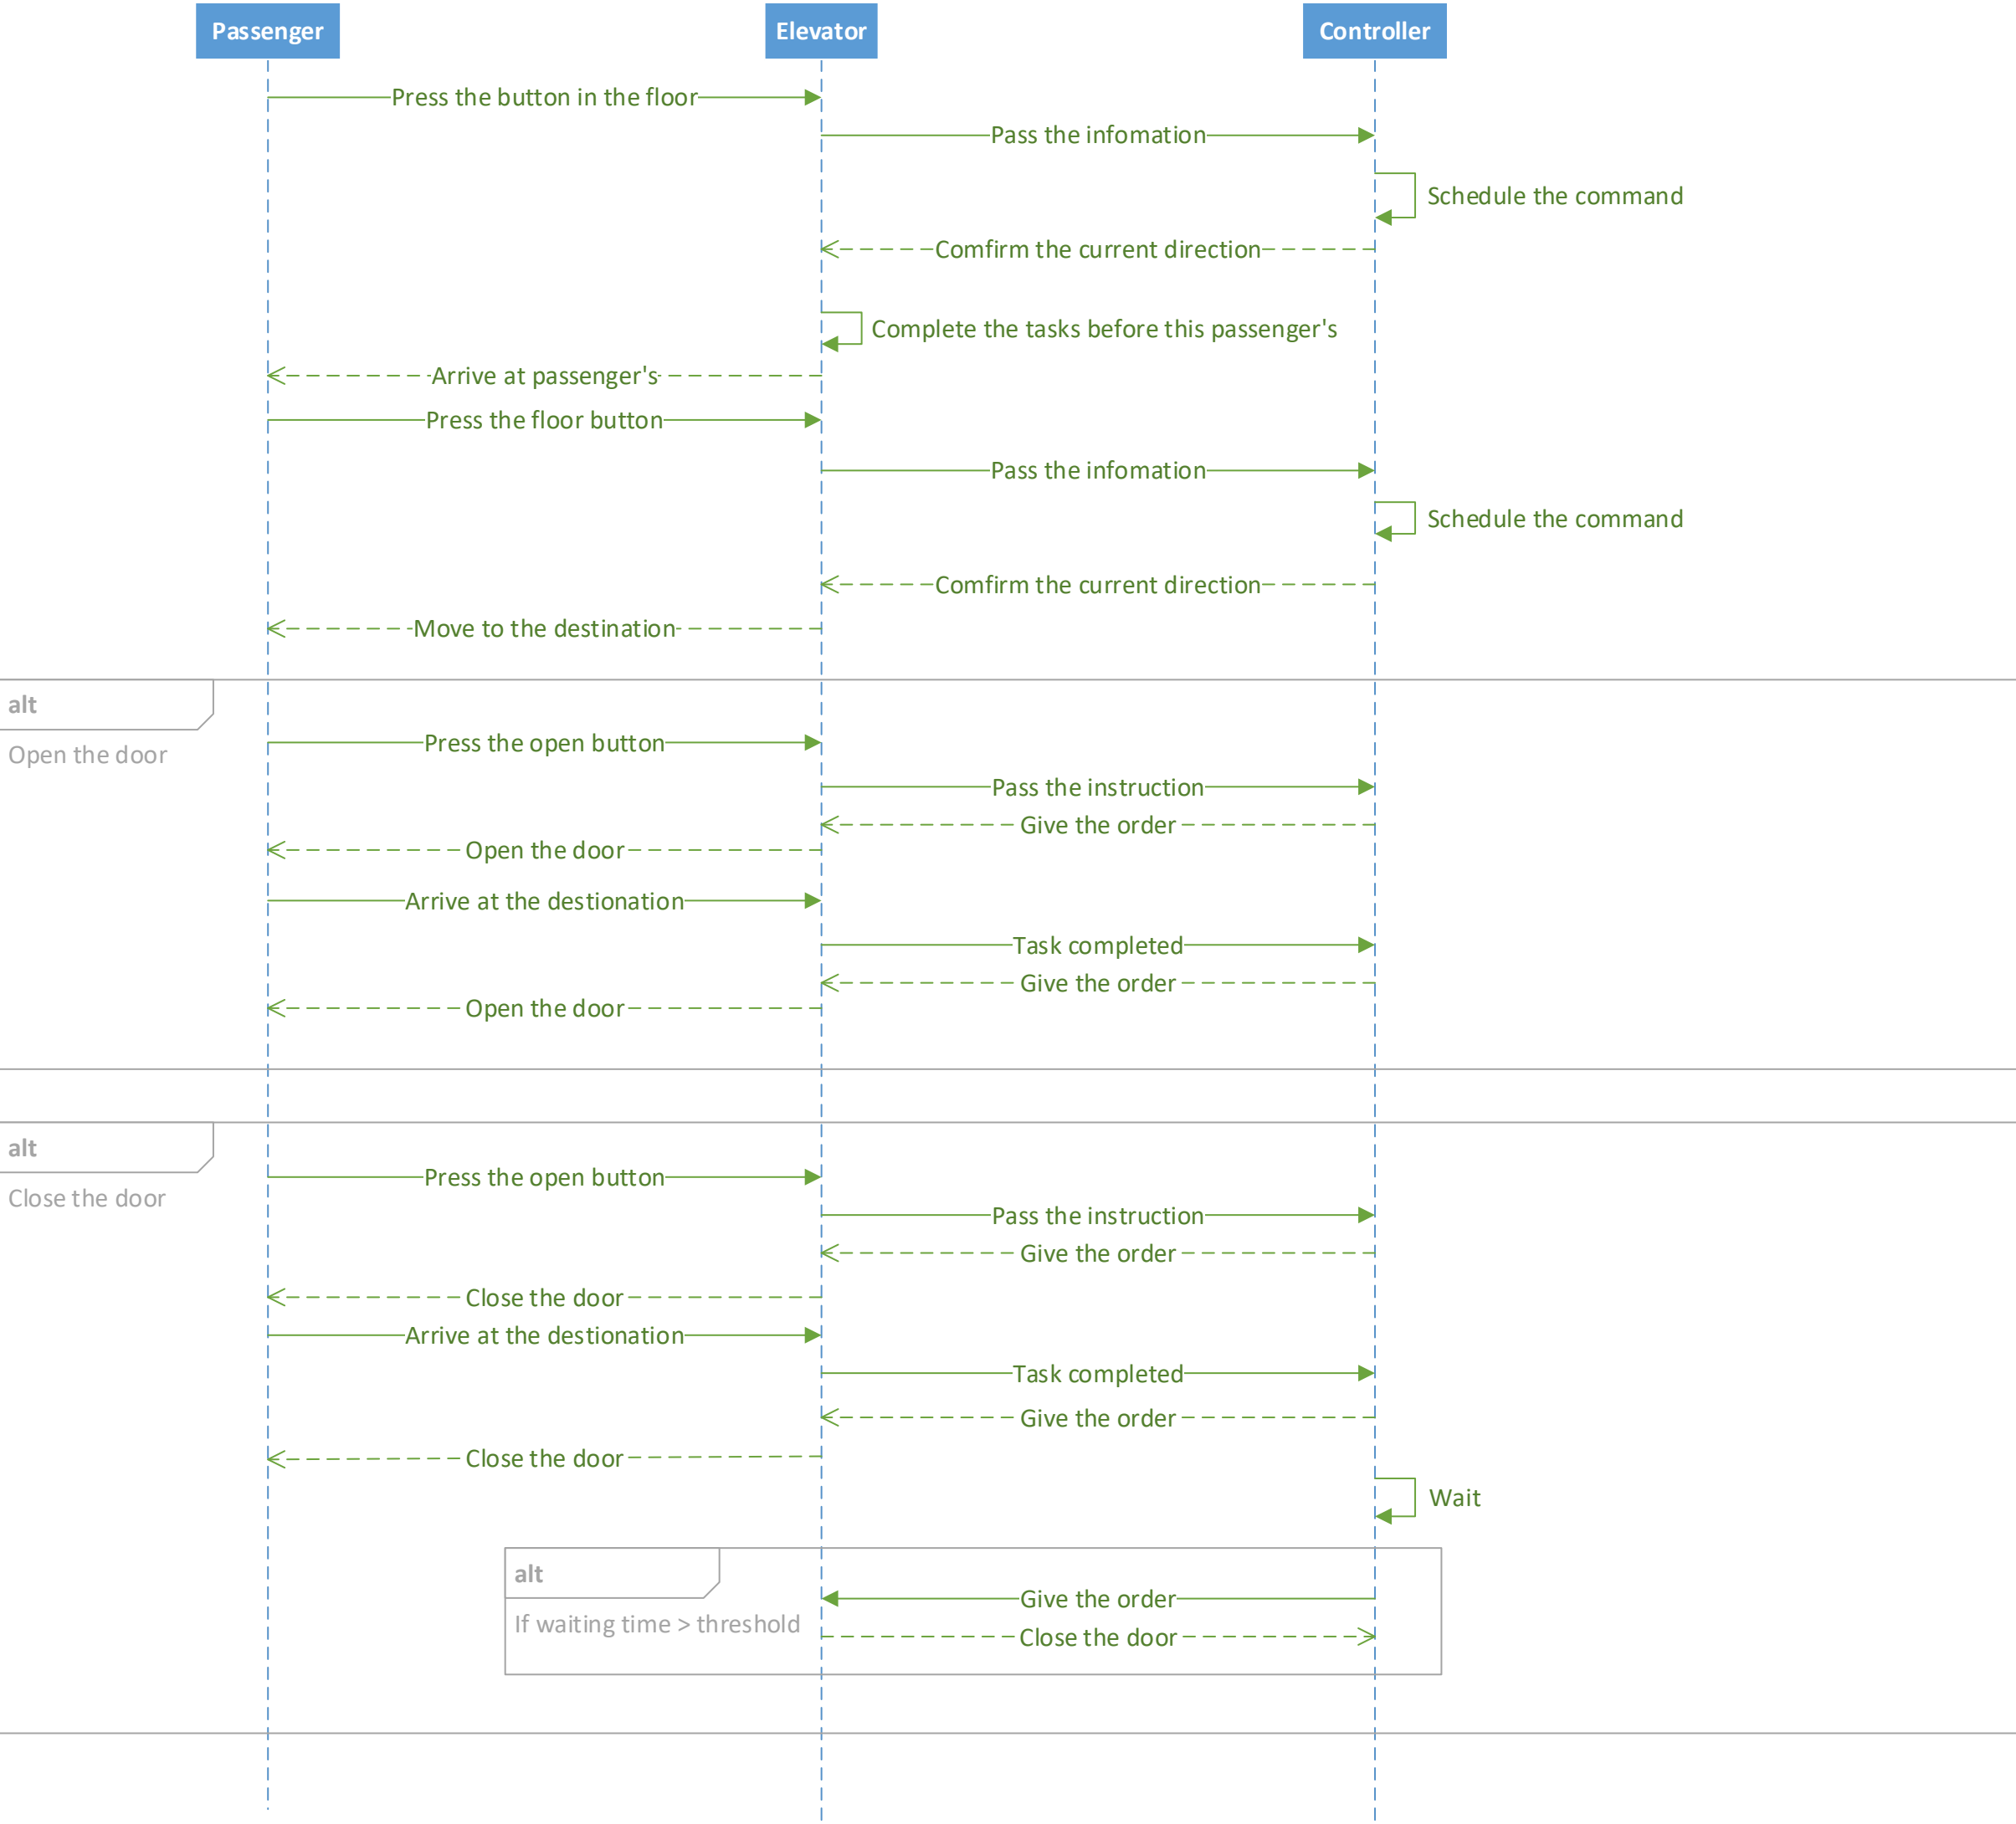 Passenger
Elevator
Controller
Press the button in the floor
Pass the infomation
Schedule the command
Comfirm the current direction
Complete the tasks before this passenger's
Arrive at passenger's
Press the floor button
Pass the infomation
Schedule the command
Comfirm the current direction
Move to the destination
alt
Open the door
Press the open button
Pass the instruction
Give the order
Open the door
Arrive at the destionation
Task completed
Give the order
Open the door
alt
Close the door
Press the open button
Pass the instruction
Give the order
Close the door
Arrive at the destionation
Task completed
Give the order
Close the door
Wait
alt
If waiting time > threshold
Give the order
Close the door